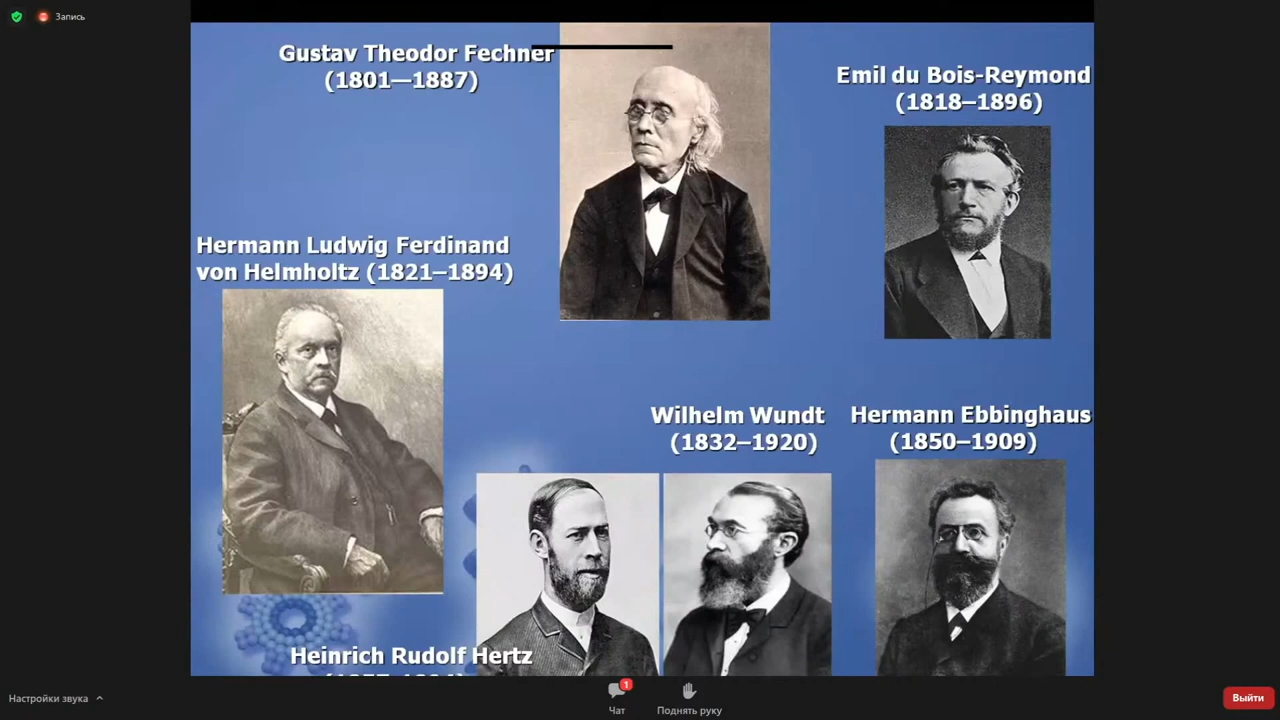 Запись
Gustav Theodor Fechner
(1801—1887)
Emil du Bois-Reymond
(1818–1896)
Hermann Ludwig Ferdinand
von Helmholtz (1821–1894)
Wilhelm Wundt
(1832–1920)
Hermann Ebbinghaus
(1850–1909)
Heinrich Rudolf Hertz
Настройки звука
1
Чат
Поднять руку
Выйти